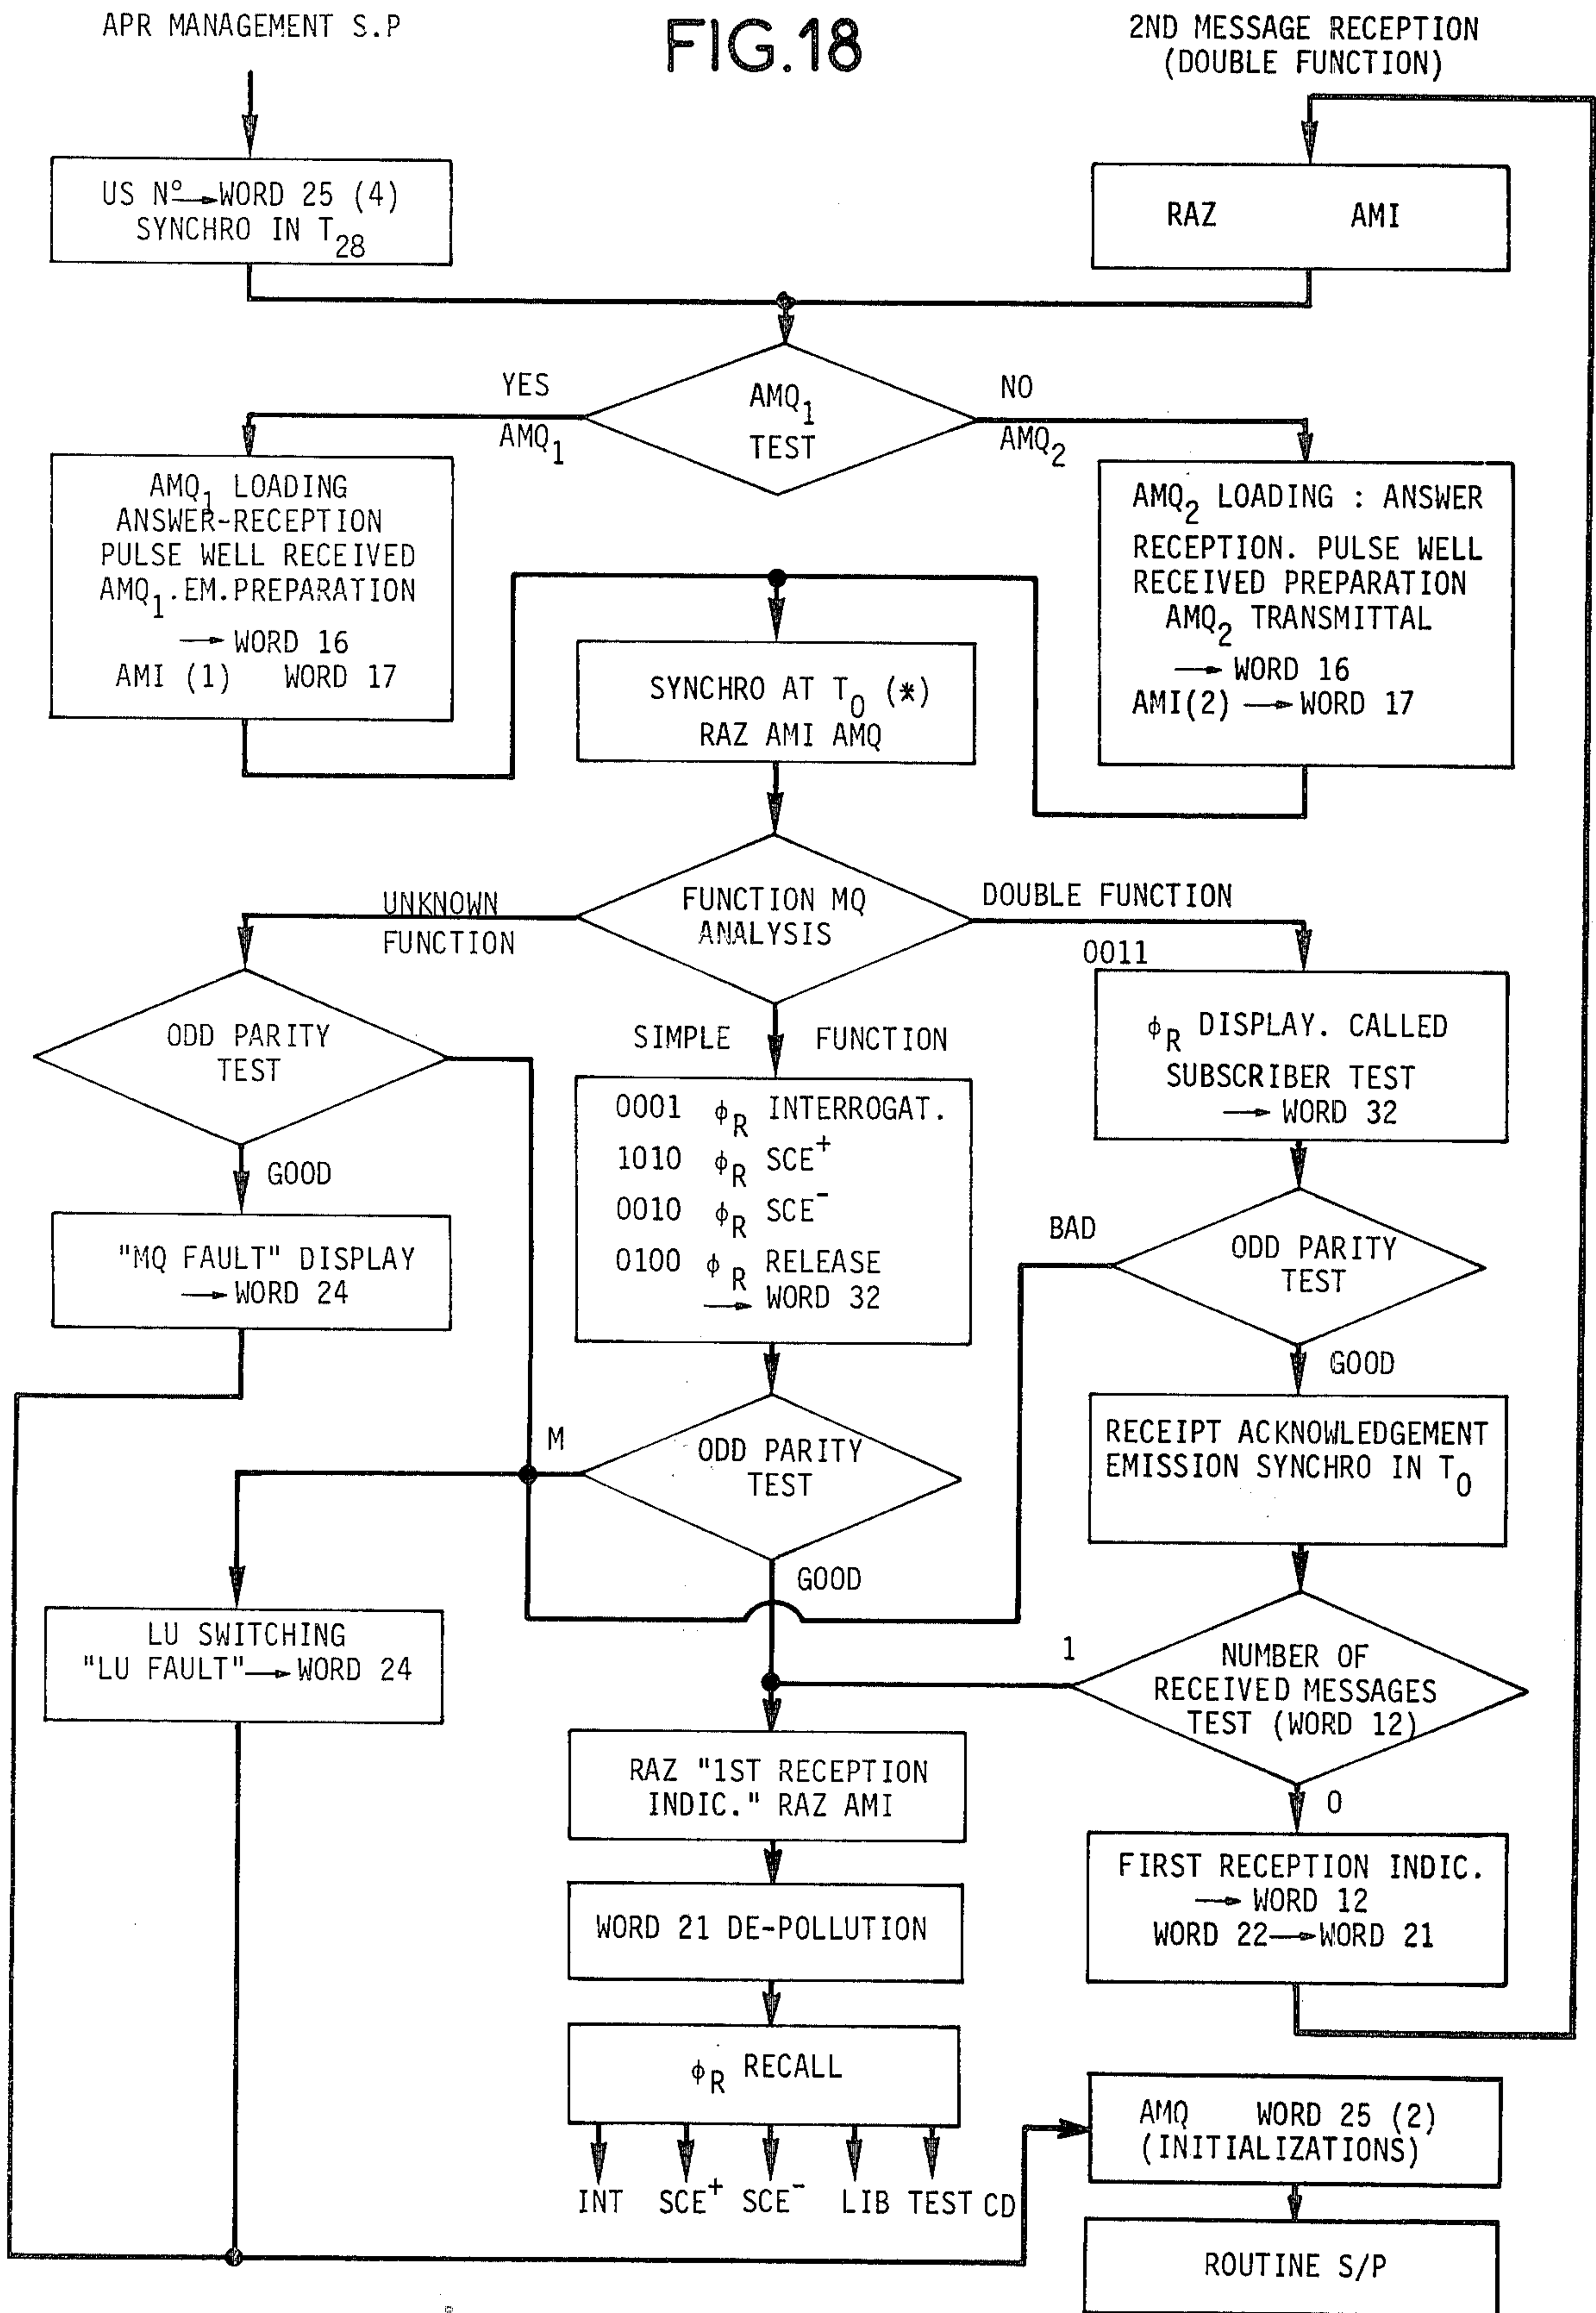 APR MANAGEMENT S.P
FIG.18
2ND MESSAGE RECEPTION
(DOUBLE FUNCTION)
US Nº→WORD 25 (4)
SYNCHRO IN T28
RAZ AMI
AMQ1
TEST
YES
AMQ1
NO
AMQ2
AMQ1 LOADING
ANSWER-RECEPTION
PULSE WELL RECEIVED
AMQ1.EM.PREPARATION
→ WORD 16
AMI (1) WORD 17
AMQ2 LOADING : ANSWER
RECEPTION. PULSE WELL
RECEIVED PREPARATION
AMQ2 TRANSMITTAL
→ WORD 16
AMI(2) → WORD 17
SYNCHRO AT T0 (*)
RAZ AMI AMQ
FUNCTION MQ
ANALYSIS
UNKNOWN
FUNCTION
DOUBLE FUNCTION
0011
SIMPLE FUNCTION
ODD PARITY
TEST
GOOD
"MQ FAULT" DISPLAY
→ WORD 24
0001 ϕR INTERROGAT.
1010 ϕR SCE+
0010 ϕR SCE-
0100 ϕR RELEASE
→ WORD 32
ϕR DISPLAY. CALLED
SUBSCRIBER TEST
→ WORD 32
BAD
ODD PARITY
TEST
GOOD
M
ODD PARITY
TEST
GOOD
RECEIPT ACKNOWLEDGEMENT
EMISSION SYNCHRO IN T0
LU SWITCHING
"LU FAULT"→ WORD 24
1
NUMBER OF
RECEIVED MESSAGES
TEST (WORD 12)
0
RAZ "1ST RECEPTION
INDIC." RAZ AMI
FIRST RECEPTION INDIC.
→ WORD 12
WORD 22→WORD 21
WORD 21 DE-POLLUTION
ϕR RECALL
INT SCE+ SCE- LIB TEST CD
AMQ WORD 25 (2)
(INITIALIZATIONS)
ROUTINE S/P